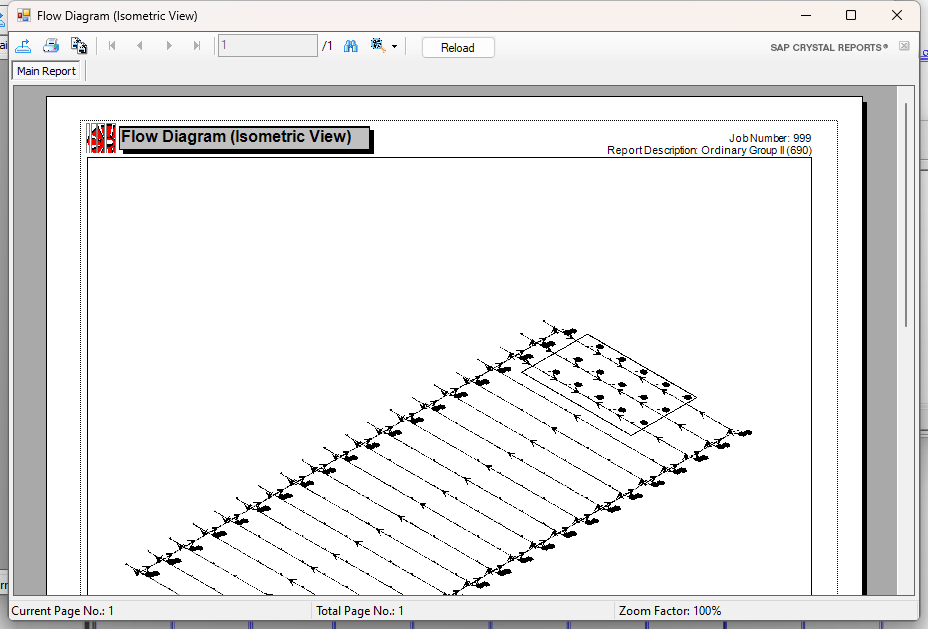 Flow Diagram (Isometric View)
1
/1
Reload
SAP CRYSTAL REPORTS®
Main Report
Flow Diagram (Isometric View)
Job Number: 999
Report Description: Ordinary Group II (690)
Current Page No.: 1
Total Page No.: 1
Zoom Factor: 100%